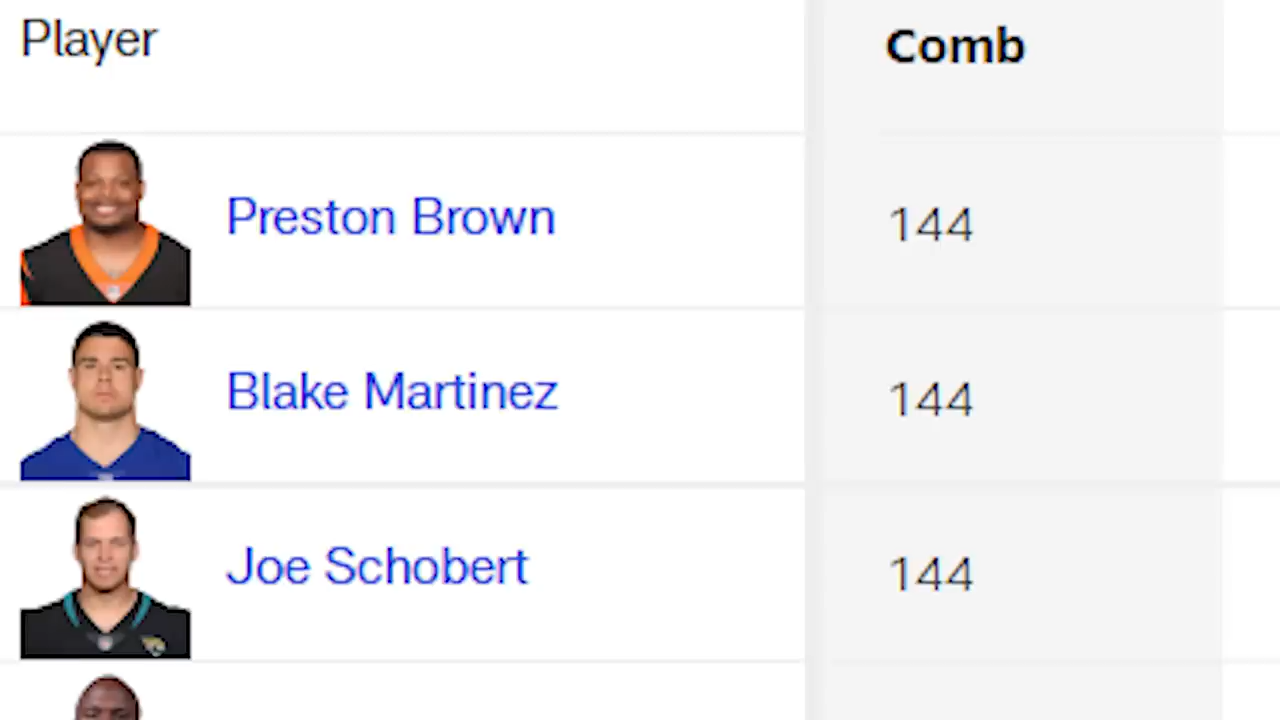 Player Comb
Preston Brown 144
Blake Martinez 144
Joe Schobert 144